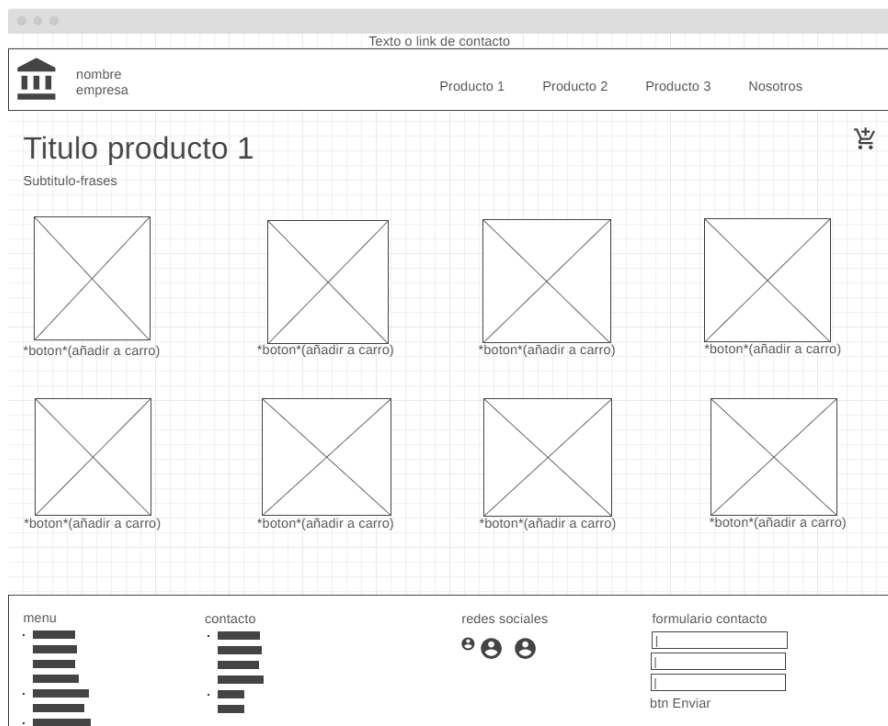 Texto o link de contacto
nombre
empresa
Producto 1
Producto 2
Producto 3
Nosotros
Titulo producto 1
Subtitulo-frases
*boton*(añadir a carro)
*boton*(añadir a carro)
*boton*(añadir a carro)
*boton*(añadir a carro)
*boton*(añadir a carro)
*boton*(añadir a carro)
*boton*(añadir a carro)
*boton*(añadir a carro)
menu
contacto
redes sociales
formulario contacto
btn Enviar